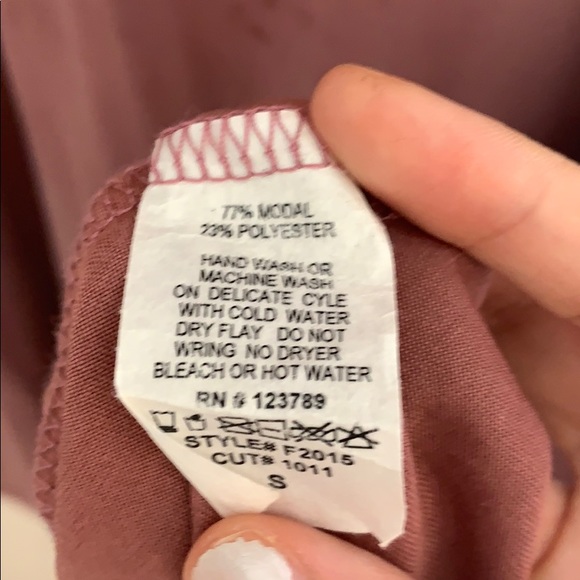 77% MODAL
23% POLYESTER
HAND WASH OR
MACHINE WASH
ON DELICATE CYLE
WITH COLD WATER
DRY FLAY DO NOT
WRING NO DRYER
BLEACH OR HOT WATER
RN # 123789
STYLE# F2015
CUT# 1011
S